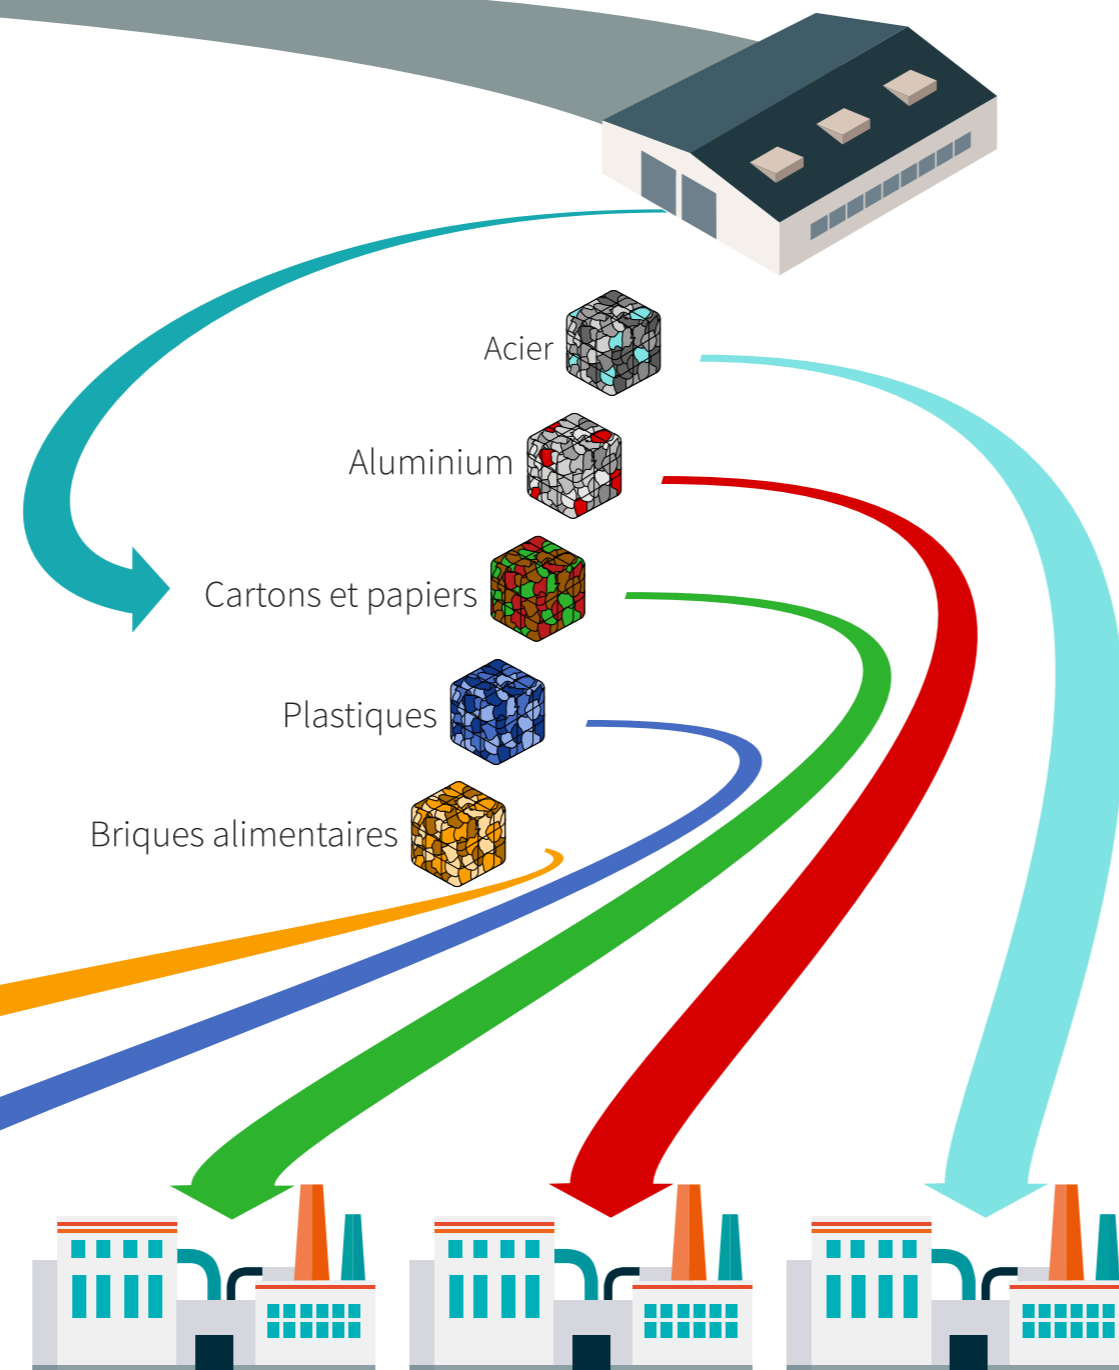 Acier
Aluminium
Cartons et papiers
Plastiques
Briques alimentaires